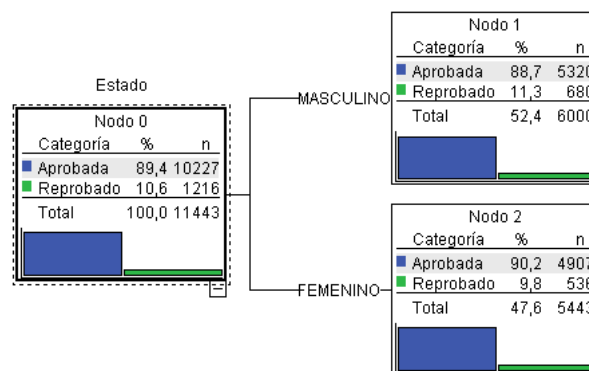 Estado
Nodo 0
Categoría % n
Aprobada 89,4 10227
Reprobado 10,6 1216
Total 100,0 11443
MASCULINO
Nodo 1
Categoría % n
Aprobada 88,7 5320
Reprobado 11,3 680
Total 52,4 6000
FEMENINO
Nodo 2
Categoría % n
Aprobada 90,2 4907
Reprobado 9,8 536
Total 47,6 5443